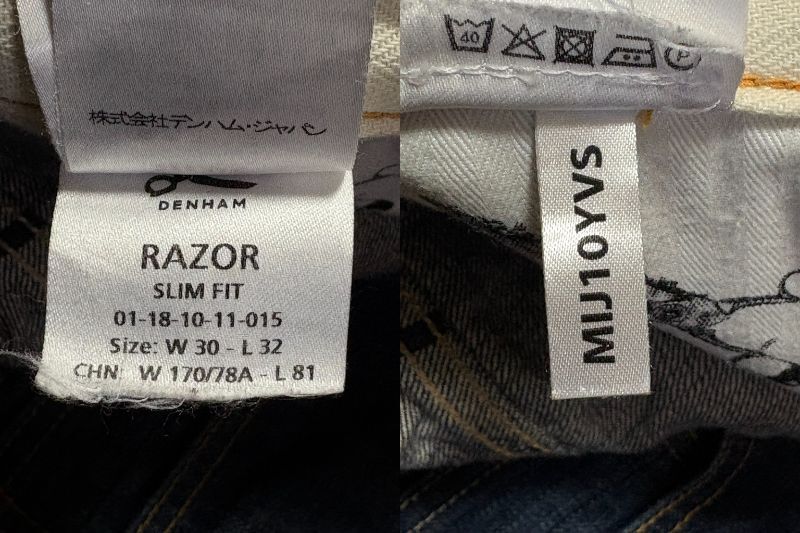 株式会社デンハム・ジャパン
DENHAM
RAZOR
SLIM FIT
01-18-10-11-015
Size: W 30 - L 32
CHN: W 170/78A - L 81
40
P
MIJ10YVS